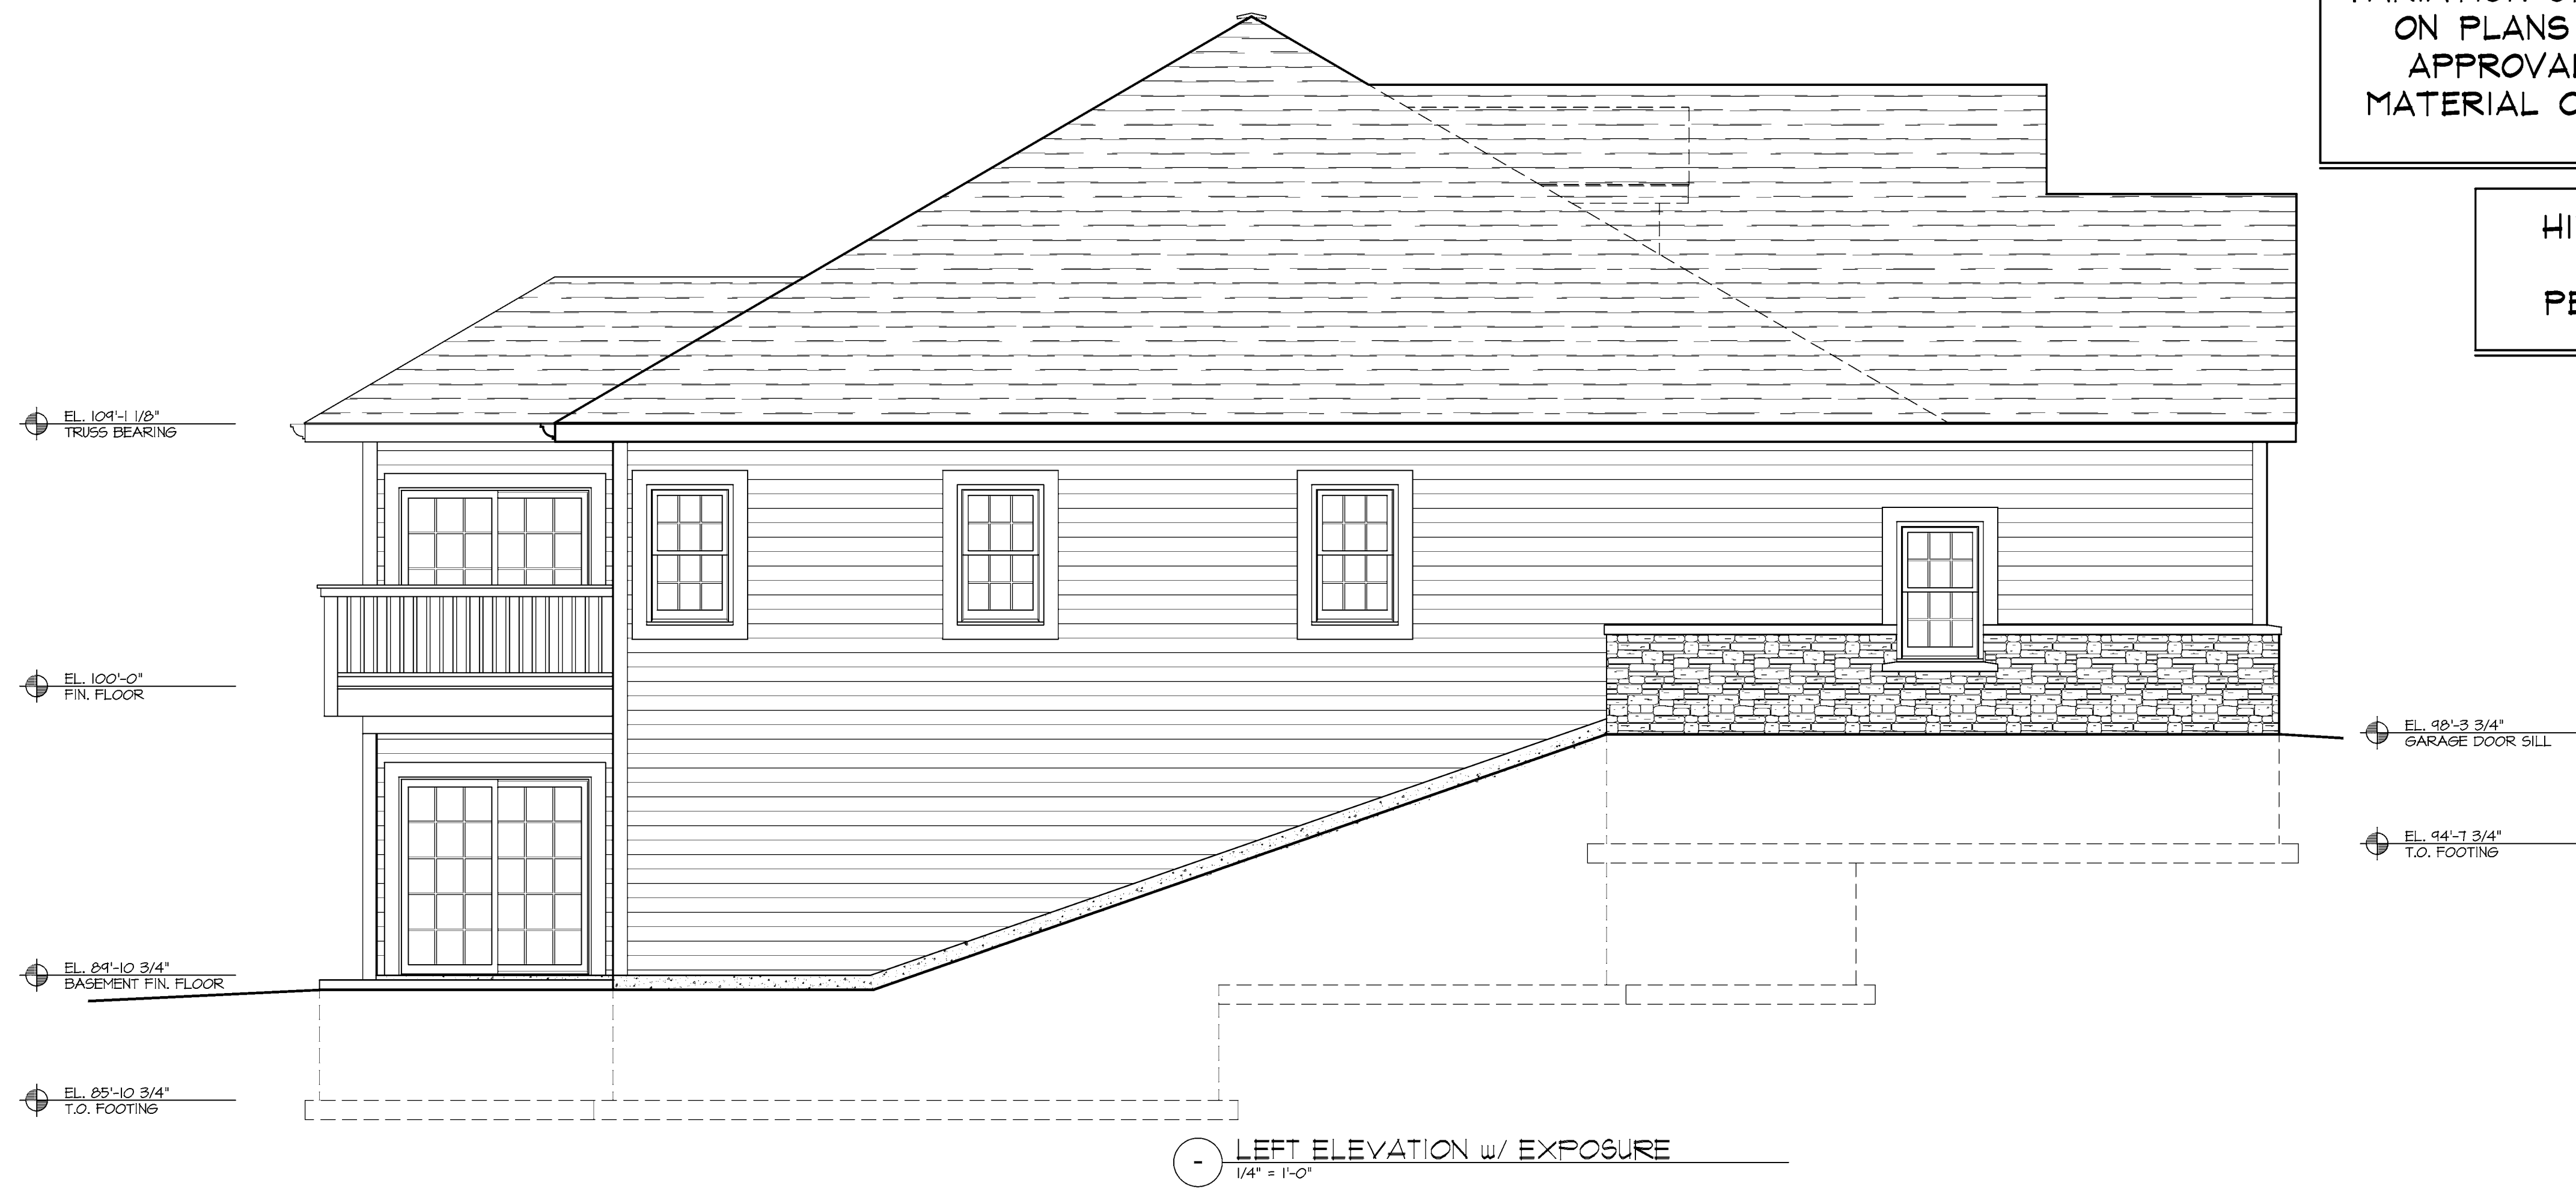 ON PLANS
MATERIAL
EL. 109'-1 1/8"
TRUSS BEARING
EL. 100'-0"
FIN. FLOOR
EL. 98'-3 3/4"
GARAGE DOOR SILL
EL. 94'-7 3/4"
T.O. FOOTING
EL. 89'-10 3/4"
BASEMENT FIN. FLOOR
EL. 85'-10 3/4"
T.O. FOOTING
-
LEFT ELEVATION w/ EXPOSURE
1/4" = 1'-0"